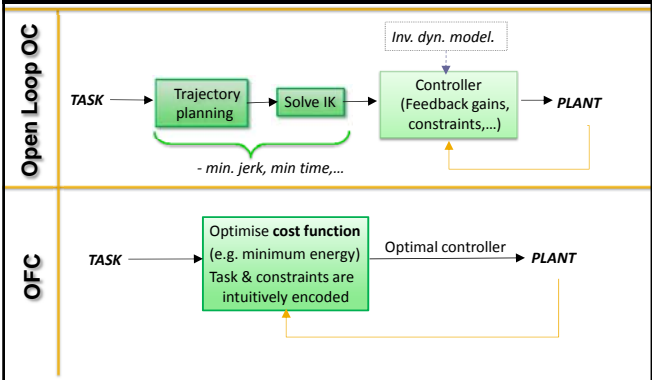 Open Loop OC
Inv. dyn. model.
TASK
Trajectory
planning
Solve IK
Controller
(Feedback gains,
constraints,...)
PLANT
- min. jerk, min time,...
OFC
TASK
Optimise cost function
(e.g. minimum energy)
Task & constraints are
intuitively encoded
Optimal controller
PLANT